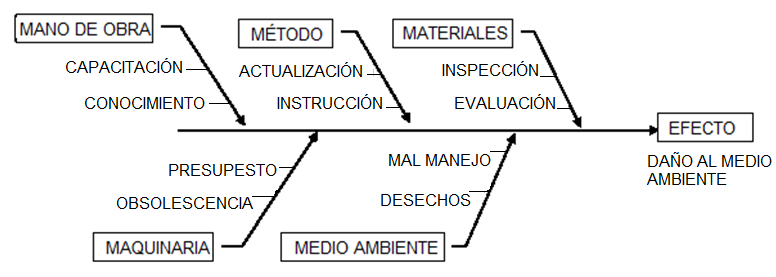 MANO DE OBRA
MÉTODO
MATERIALES
CAPACITACIÓN
ACTUALIZACIÓN
INSPECCIÓN
CONOCIMIENTO
INSTRUCCIÓN
EVALUACIÓN
EFECTO
DAÑO AL MEDIO
AMBIENTE
PRESUPESTO
MAL MANEJO
OBSOLESCENCIA
DESECHOS
MAQUINARIA
MEDIO AMBIENTE